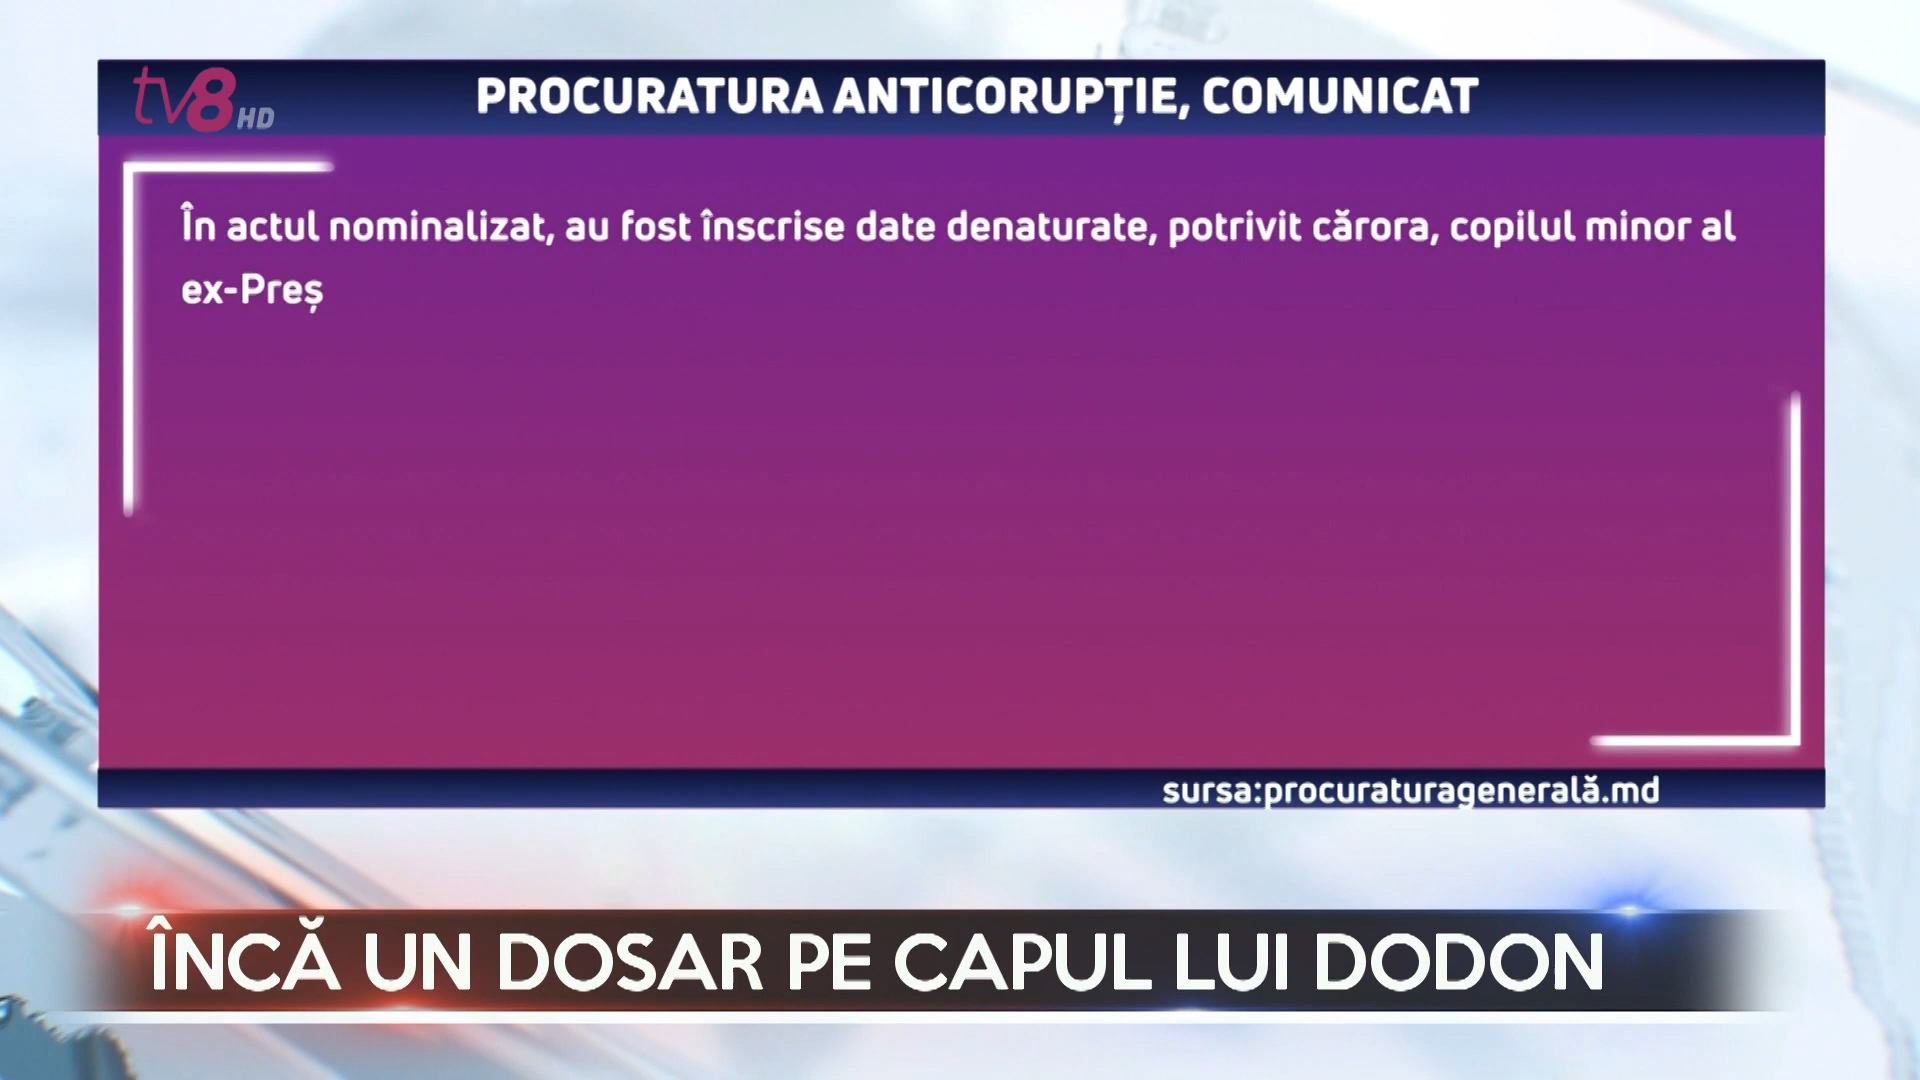 tv8 HD
PROCURATURA ANTICORUPȚIE, COMUNICAT
În actul nominalizat, au fost înscrise date denaturate, potrivit cărora, copilul minor al
ex-Preș
sursa:procuraturagenerală.md
ÎNCĂ UN DOSAR PE CAPUL LUI DODON